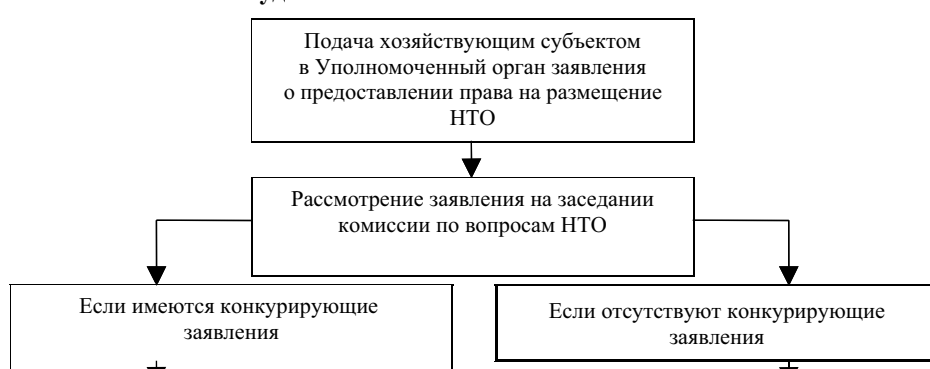 Подача хозяйствующим субъектом
в Уполномоченный орган заявления
о предоставлении права на размещение
НТО
Рассмотрение заявления на заседании
комиссии по вопросам НТО
Если имеются конкурирующие
заявления
Если отсутствуют конкурирующие
заявления